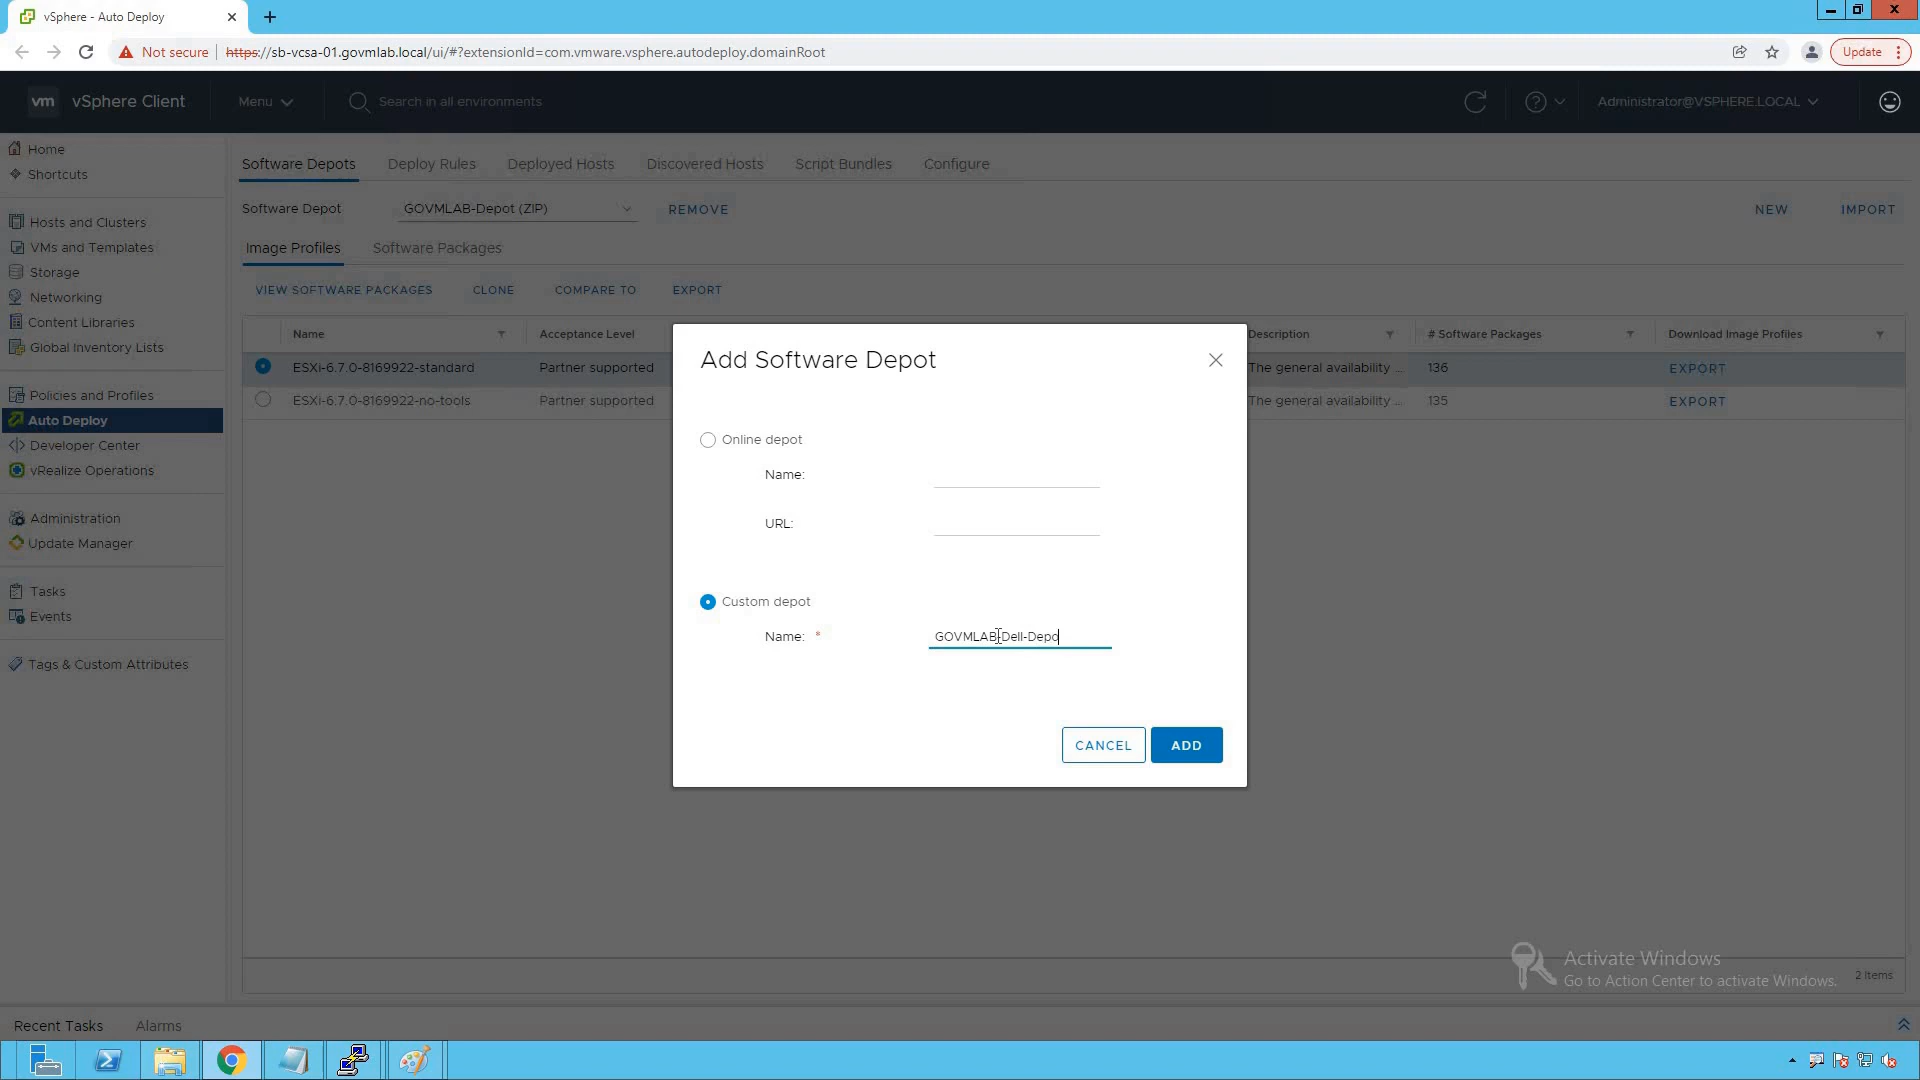 vSphere - Auto Deploy
Not secure https://sb-vcsa-01.govmlab.local/ui/#?extensionId=com.vmware.vsphere.autodeploy.domainRoot Update
vm vSphere Client Menu Search in all environments Administrator@VSPHERE.LOCAL
Home
Shortcuts
Hosts and Clusters
VMs and Templates
Storage
Networking
Content Libraries
Global Inventory Lists
Policies and Profiles
Auto Deploy
Developer Center
vRealize Operations
Administration
Update Manager
Tasks
Events
Tags & Custom Attributes
Software Depots Deploy Rules Deployed Hosts Discovered Hosts Script Bundles Configure
Software Depot GOVMLAB-Depot (ZIP) REMOVE NEW IMPORT
Image Profiles Software Packages
VIEW SOFTWARE PACKAGES CLONE COMPARE TO EXPORT
Name Acceptance Level Description # Software Packages Download Image Profiles
ESXi-6.7.0-8169922-standard Partner supported The general availability ... 136 EXPORT
ESXi-6.7.0-8169922-no-tools Partner supported The general availability ... 135 EXPORT
Add Software Depot
Online depot
Name:
URL:
Custom depot
Name: * GOVMLAB-Dell-Depo
CANCEL ADD
Activate Windows
Go to Action Center to activate Windows.
2 items
Recent Tasks Alarms